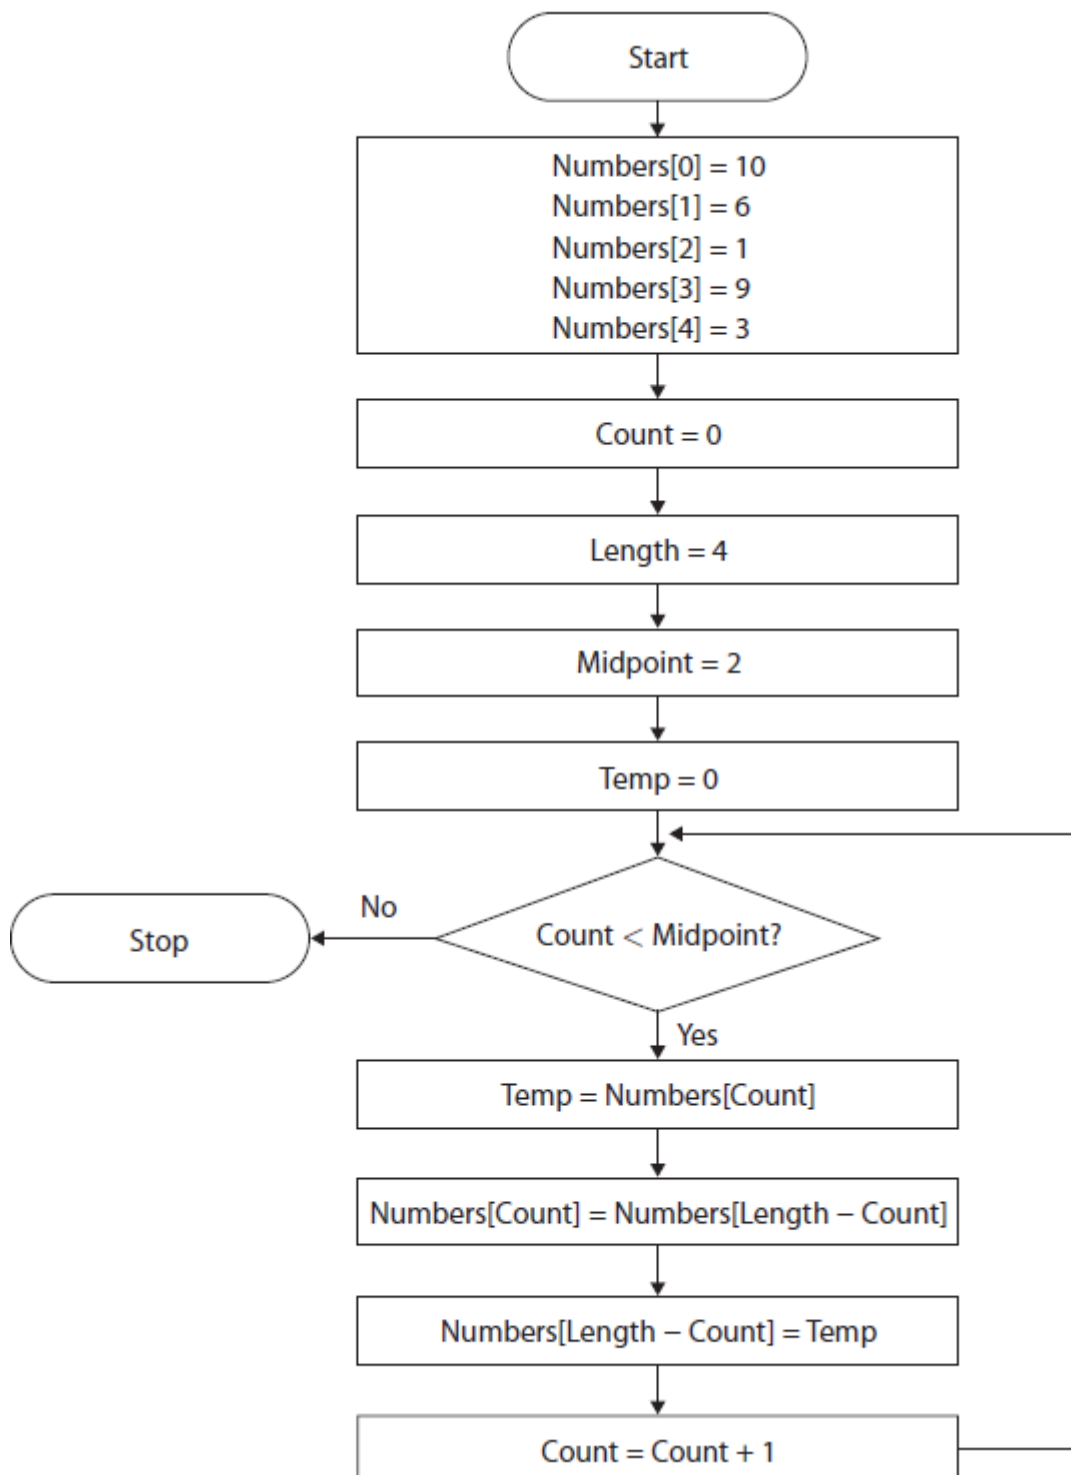 Start
Numbers[0] = 10
Numbers[1] = 6
Numbers[2] = 1
Numbers[3] = 9
Numbers[4] = 3
Count = 0
Length = 4
Midpoint = 2
Temp = 0
Count < Midpoint?
No
Stop
Yes
Temp = Numbers[Count]
Numbers[Count] = Numbers[Length – Count]
Numbers[Length – Count] = Temp
Count = Count + 1